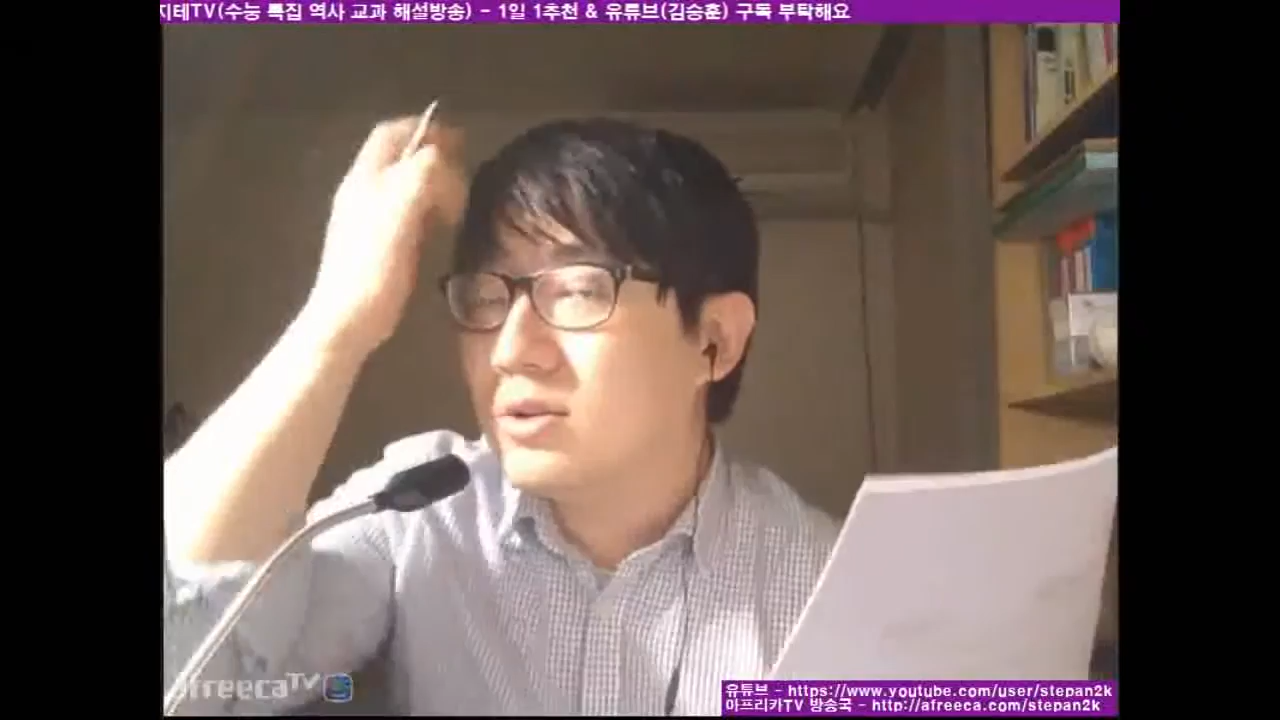 지테TV(수능 특집 역사 교과 해설방송) - 1일 1추천 & 유튜브(김승훈) 구독 부탁해요
afreecaTV
유튜브 - https://www.youtube.com/user/stepan2k
아프리카TV 방송국 - http://afreeca.com/stepan2k